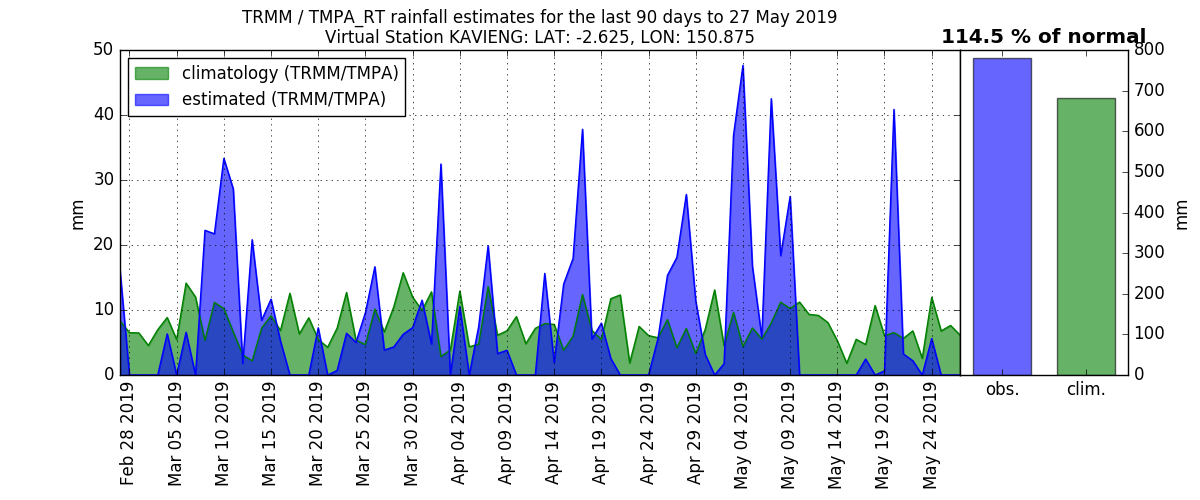 TRMM / TMPA_RT rainfall estimates for the last 90 days to 27 May 2019
Virtual Station KAVIENG: LAT: -2.625, LON: 150.875
114.5 % of normal
climatology (TRMM/TMPA)
estimated (TRMM/TMPA)
50
40
30
20
10
0
mm
Feb 28 2019
Mar 05 2019
Mar 10 2019
Mar 15 2019
Mar 20 2019
Mar 25 2019
Mar 30 2019
Apr 04 2019
Apr 09 2019
Apr 14 2019
Apr 19 2019
Apr 24 2019
Apr 29 2019
May 04 2019
May 09 2019
May 14 2019
May 19 2019
May 24 2019
obs.
clim.
800
700
600
500
400
300
200
100
0
mm